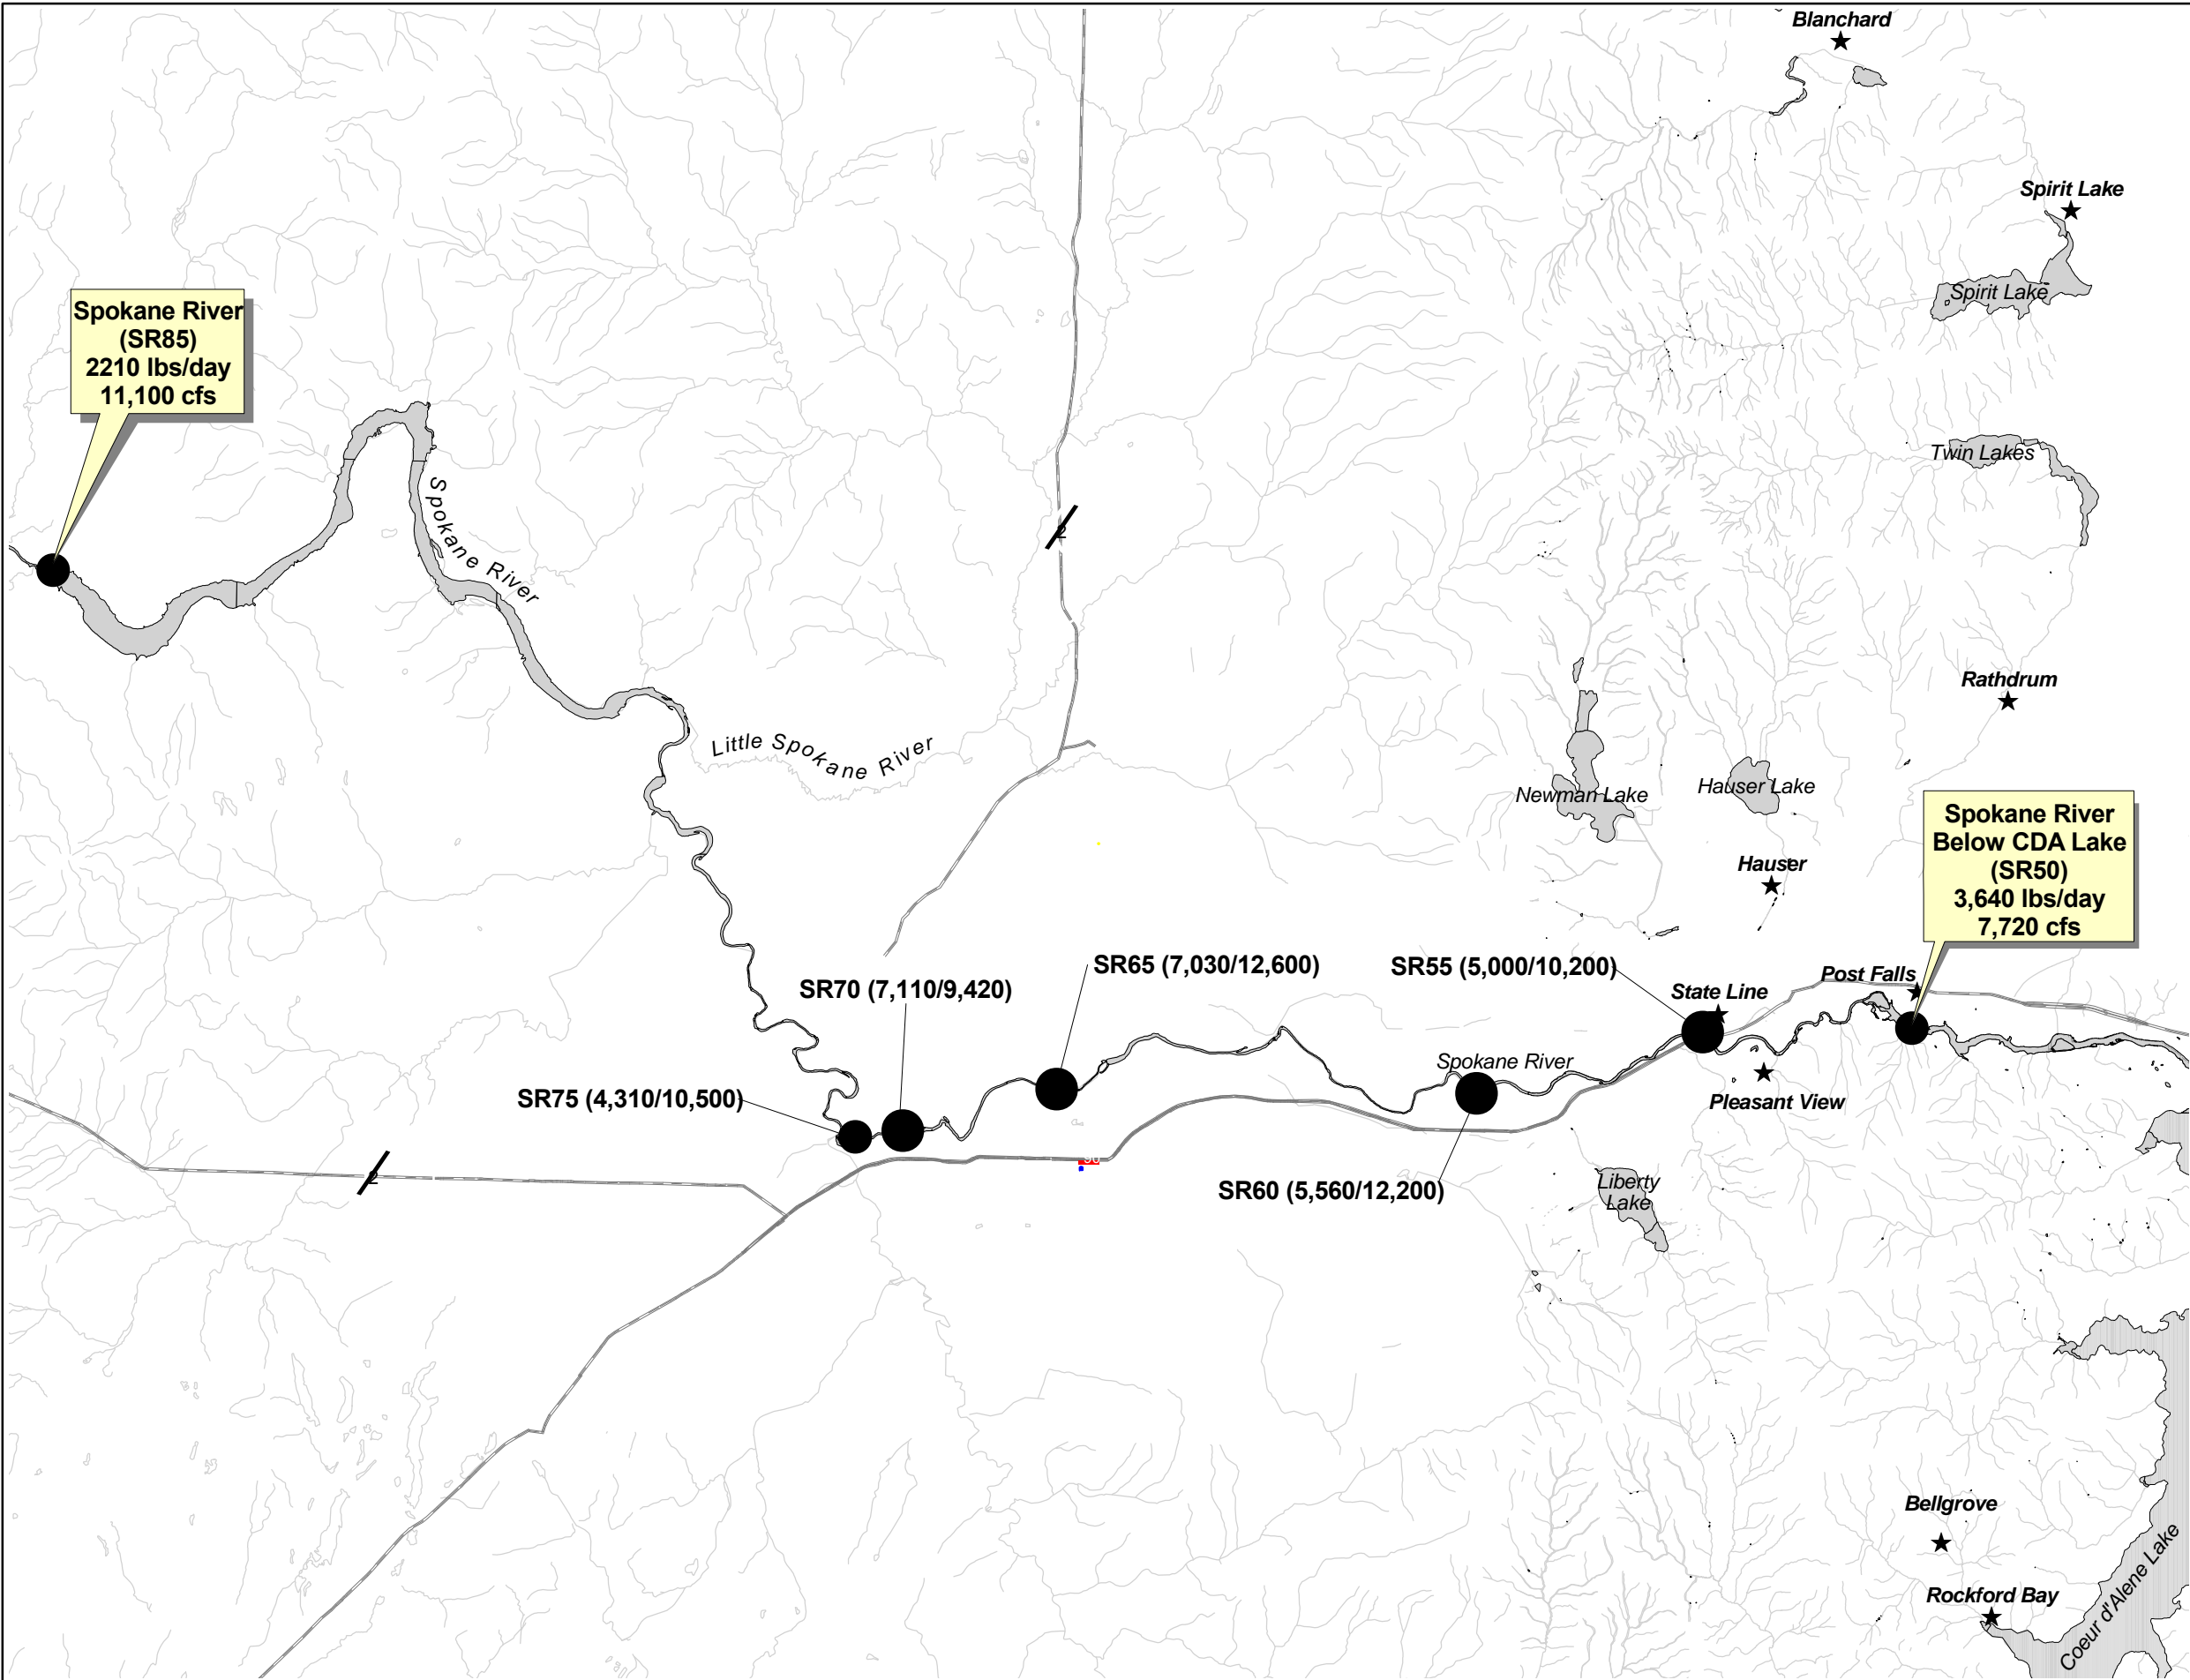 Blanchard
Spirit Lake
Spirit Lake
Spokane River
(SR85)
2210 lbs/day
11,100 cfs
Twin Lakes
Spokane River
2
Rathdrum
Little Spokane River
Newman Lake
Hauser Lake
Spokane River
Below CDA Lake
(SR50)
3,640 lbs/day
7,720 cfs
Hauser
SR65 (7,030/12,600)
SR55 (5,000/10,200)
Post Falls
SR70 (7,110/9,420)
State Line
Spokane River
SR75 (4,310/10,500)
Pleasant View
2
90
SR60 (5,560/12,200)
Liberty
Lake
Bellgrove
Rockford Bay
Coeur d'Alene Lake